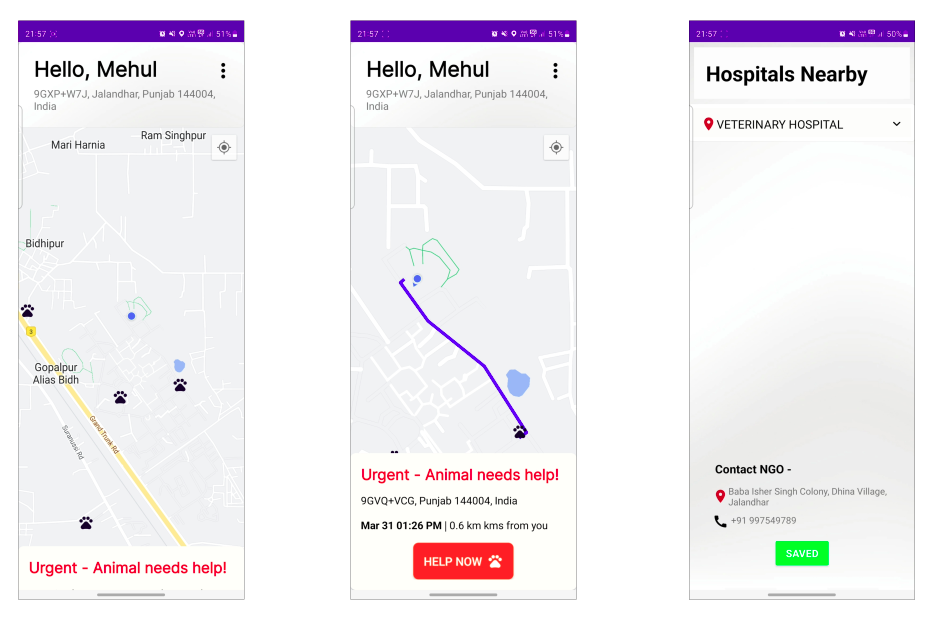 21:57
51%
Hello, Mehul
9GXP+W7J, Jalandhar, Punjab 144004,
India
Ram Singhpur
Mari Harnia
Bidhipur
3
Gopalpur
Alias Bidh
Grand Trunk Rd
Suranussi Rd
Urgent - Animal needs help!
21:57
51%
Hello, Mehul
9GXP+W7J, Jalandhar, Punjab 144004,
India
Urgent - Animal needs help!
9GVQ+VCG, Punjab 144004, India
Mar 31 01:26 PM | 0.6 km kms from you
HELP NOW
21:57
50%
Hospitals Nearby
VETERINARY HOSPITAL
Contact NGO -
Baba Isher Singh Colony, Dhina Village,
Jalandhar
+91 997549789
SAVED